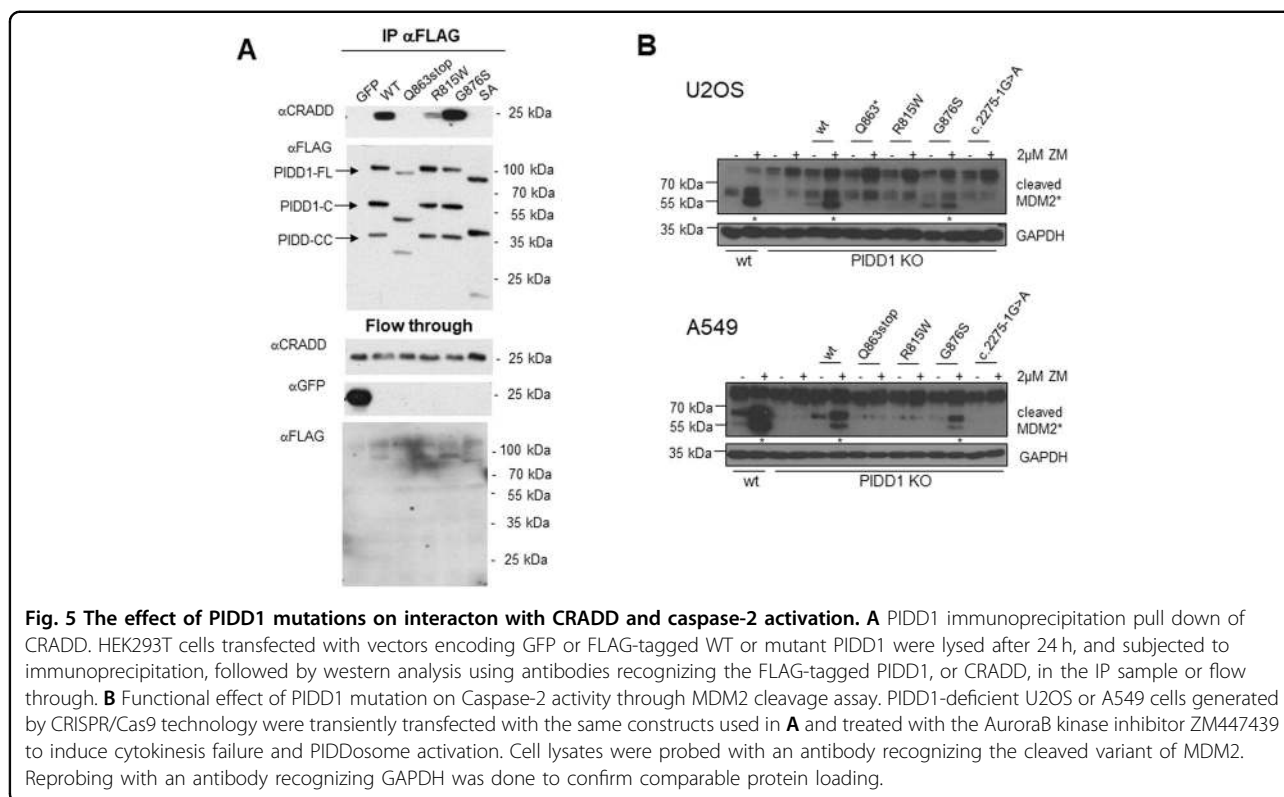 A
IP αFLAG
GFP WT Q863stop R815W G876S SA
αCRADD
- 25 kDa
αFLAG
PIDD1-FL
- 100 kDa
- 70 kDa
PIDD1-C
- 55 kDa
PIDD-CC
- 35 kDa
- 25 kDa
Flow through
αCRADD
- 25 kDa
αGFP
- 25 kDa
αFLAG
- 100 kDa
- 70 kDa
- 55 kDa
- 35 kDa
- 25 kDa
B
U2OS
wt Q863* R815W G876S c.2275-1G>A
- + - + - + - + - + - + - + 2µM ZM
70 kDa
55 kDa
cleaved
MDM2*
* * *
35 kDa
GAPDH
wt PIDD1 KO
A549
wt Q863stop R815W G876S c.2275-1G>A
- + - + - + - + - + - + - + 2µM ZM
70 kDa
55 kDa
cleaved
MDM2*
* * *
35 kDa
GAPDH
wt PIDD1 KO
Fig. 5 The effect of PIDD1 mutations on interacton with CRADD and caspase-2 activation. A PIDD1 immunoprecipitation pull down of
CRADD. HEK293T cells transfected with vectors encoding GFP or FLAG-tagged WT or mutant PIDD1 were lysed after 24 h, and subjected to
immunoprecipitation, followed by western analysis using antibodies recognizing the FLAG-tagged PIDD1, or CRADD, in the IP sample or flow
through. B Functional effect of PIDD1 mutation on Caspase-2 activity through MDM2 cleavage assay. PIDD1-deficient U2OS or A549 cells generated
by CRISPR/Cas9 technology were transiently transfected with the same constructs used in A and treated with the AuroraB kinase inhibitor ZM447439
to induce cytokinesis failure and PIDDosome activation. Cell lysates were probed with an antibody recognizing the cleaved variant of MDM2.
Reprobing with an antibody recognizing GAPDH was done to confirm comparable protein loading.